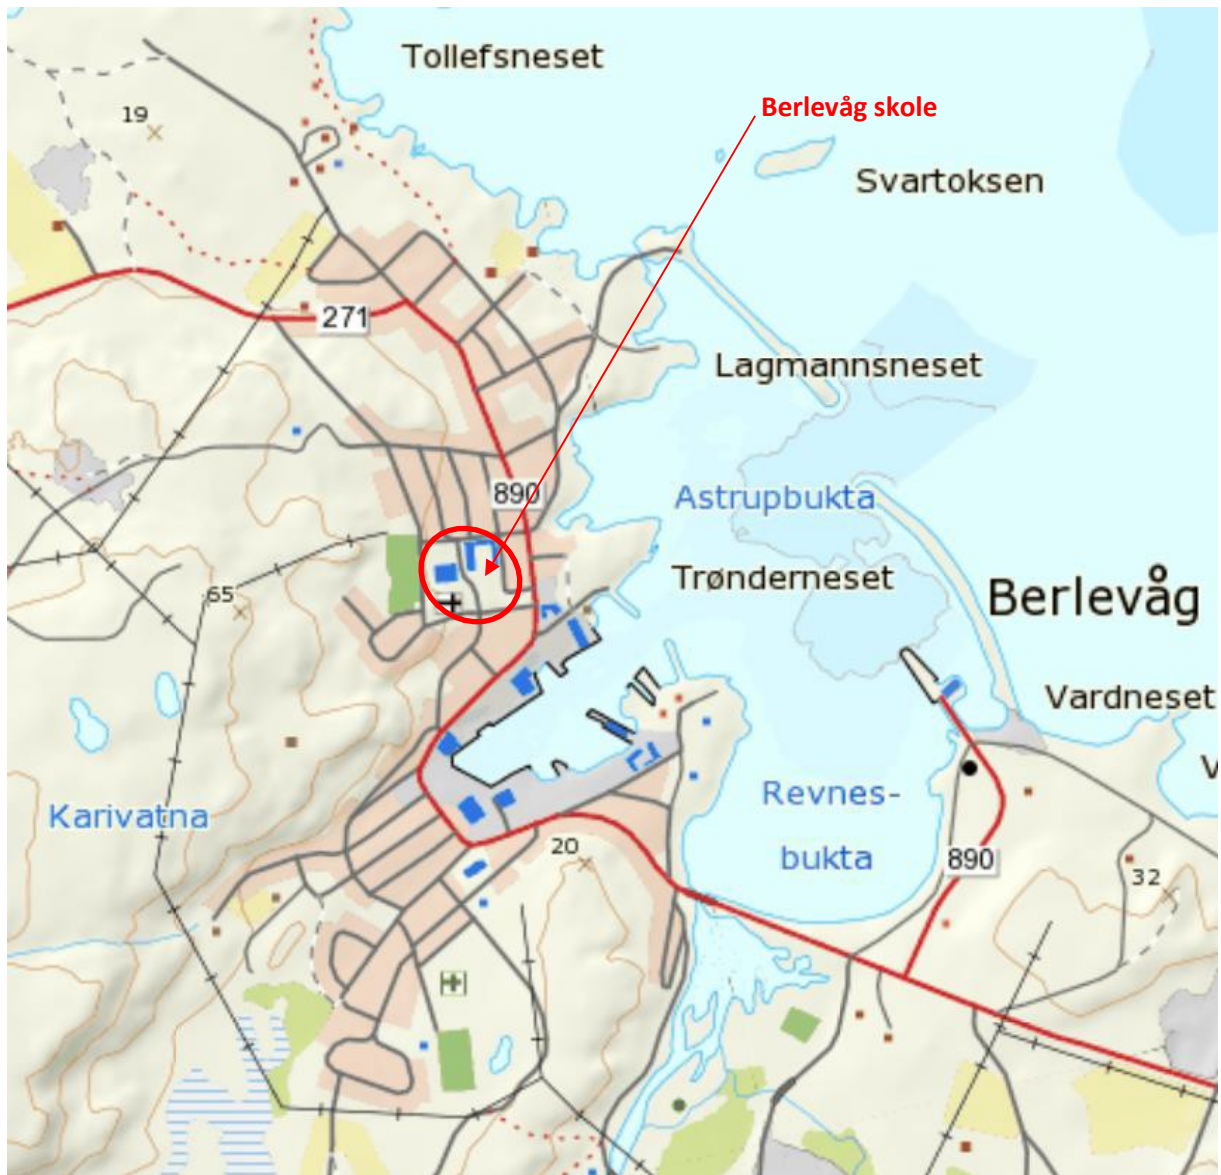 Tollefsneset
Berlevåg skole
19
Svartoksen
271
Lagmannsneset
890
Astrupbukta
Trønderneset
65
Berlevåg
Vardneset
V
Karivatna
Revnes-
bukta
20
890
32